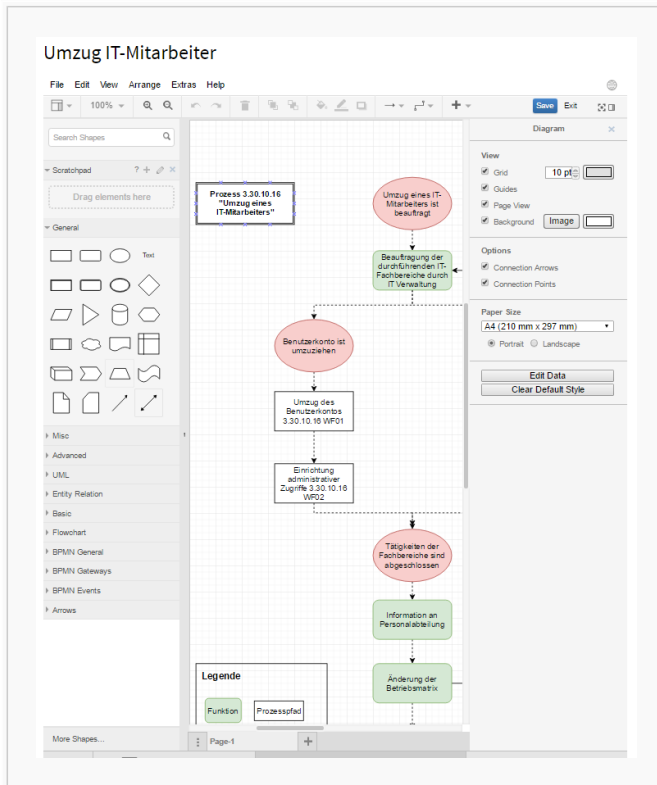 Umzug IT-Mitarbeiter
File Edit View Arrange Extras Help
100%
Save Exit
Search Shapes
Scratchpad
?
Drag elements here
General
Text
Misc
Advanced
UML
Entity Relation
Basic
Flowchart
BPMN General
BPMN Gateways
BPMN Events
Arrows
More Shapes...
Prozess 3.30.10.16
"Umzug eines
IT-Mitarbeiters"
Umzug eines IT-
Mitarbeiters ist
beauftragt
Beauftragung der
durchführenden IT-
Fachbereiche durch
IT Verwaltung
Benutzerkonto ist
umzuziehen
Umzug des
Benutzerkontos
3.30.10.16 WF01
Einrichtung
administrativer
Zugriffe 3.30.10.16
WF02
Tätigkeiten der
Fachbereiche sind
abgeschlossen
Information an
Personalabteilung
Änderung der
Betriebsmatrix
Legende
Funktion
Prozesspfad
Page-1
Diagram
View
Grid
10 pt
Guides
Page View
Background
Image
Options
Connection Arrows
Connection Points
Paper Size
A4 (210 mm x 297 mm)
Portrait Landscape
Edit Data
Clear Default Style